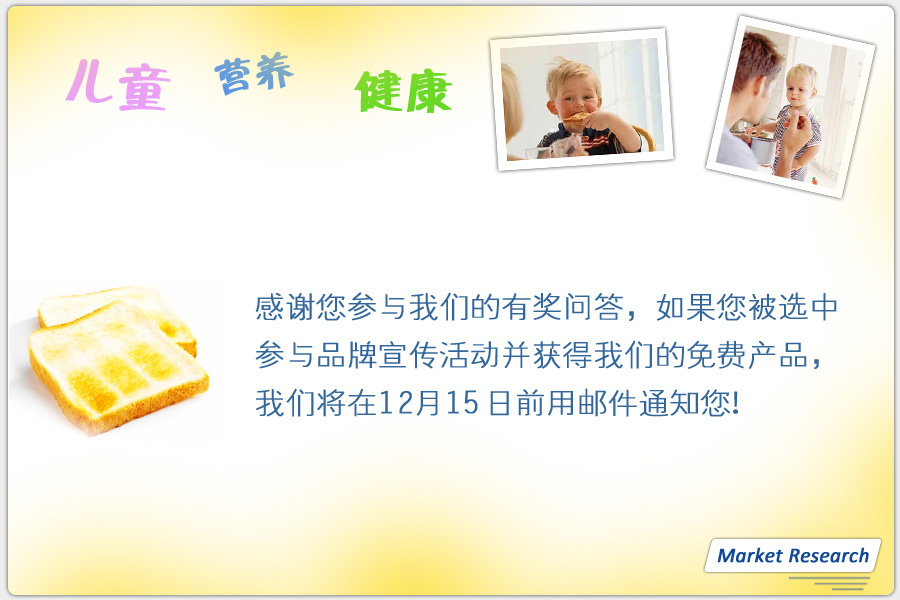 儿童 营养 健康
感谢您参与我们的有奖问答，如果您被选中
参与品牌宣传活动并获得我们的免费产品，
我们将在12月15日前用邮件通知您!
Market Research